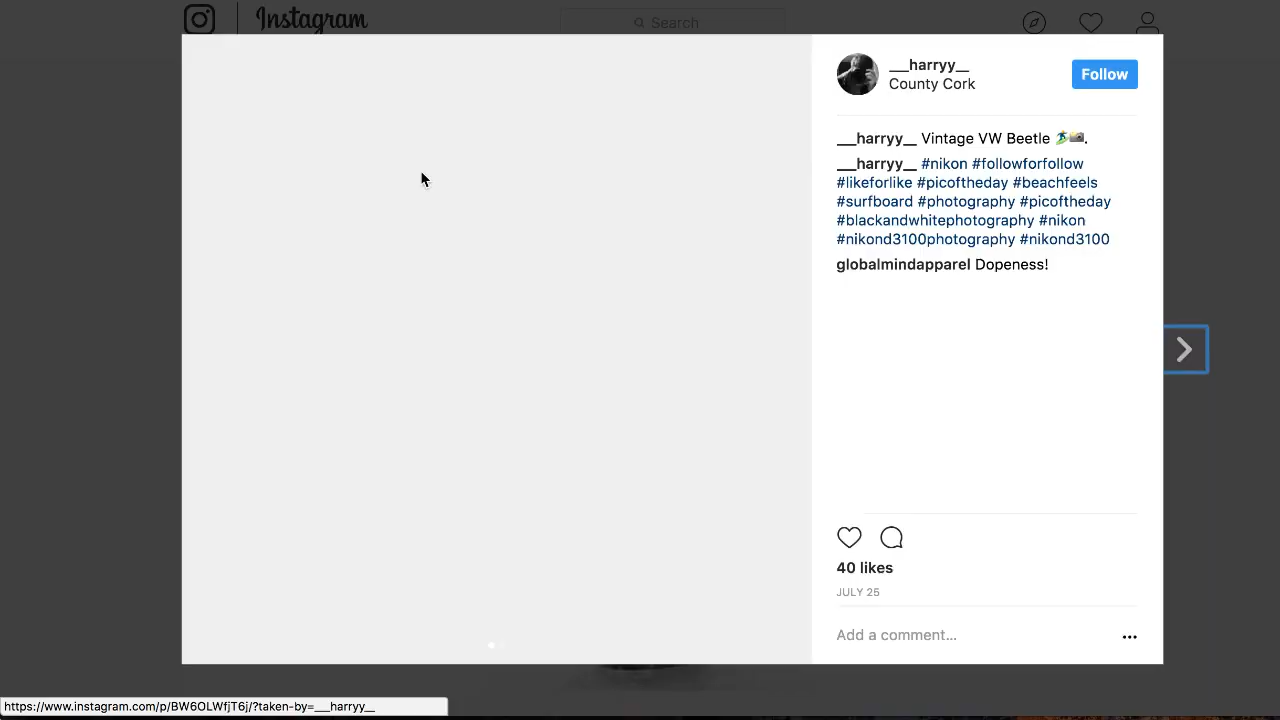 Instagram
Search
__harryy__
County Cork
Follow
__harryy__ Vintage VW Beetle 🏄📷.
__harryy__ #nikon #followforfollow
#likeforlike #picoftheday #beachfeels
#surfboard #photography #picoftheday
#blackandwhitephotography #nikon
#nikond3100photography #nikond3100
globalmindapparel Dopeness!
40 likes
JULY 25
Add a comment...
https://www.instagram.com/p/BW6OLWfjT6j/?taken-by=__harryy__